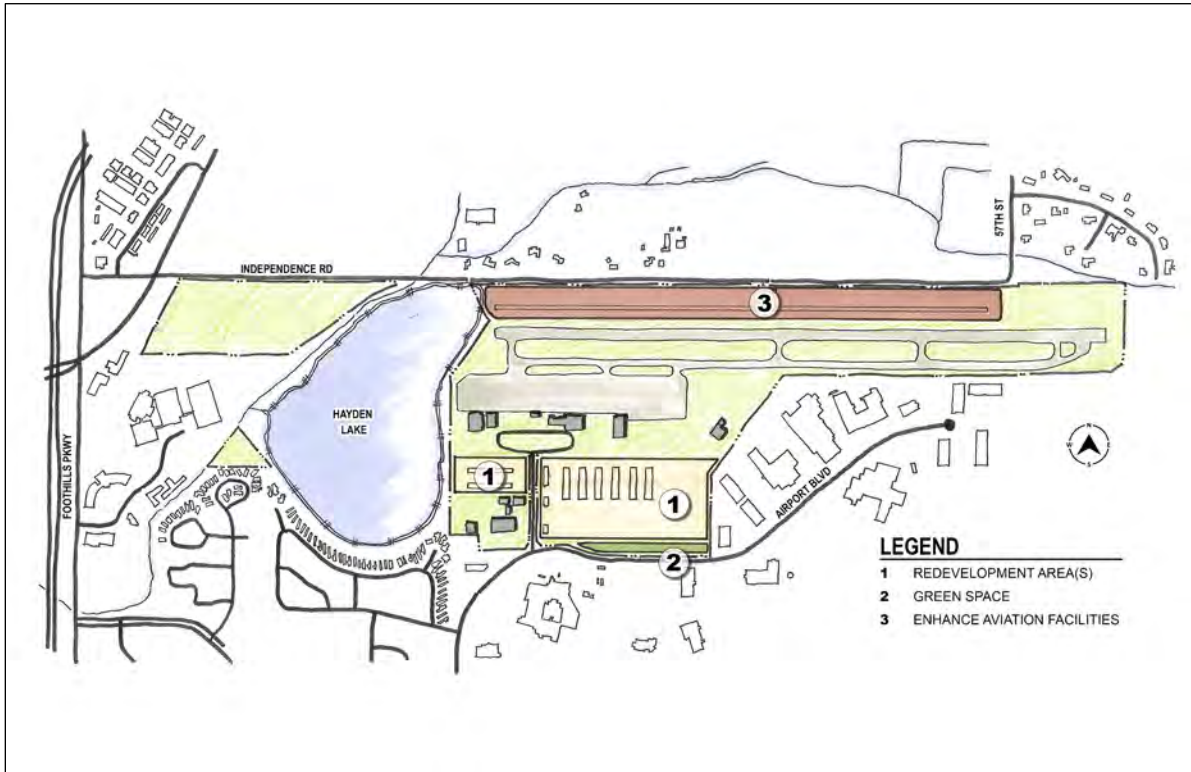 57TH ST
INDEPENDENCE RD
3
HAYDEN
LAKE
N
W E
S
FOOTHILLS PKWY
1
1
AIRPORT BLVD
2
LEGEND
1 REDEVELOPMENT AREA(S)
2 GREEN SPACE
3 ENHANCE AVIATION FACILITIES